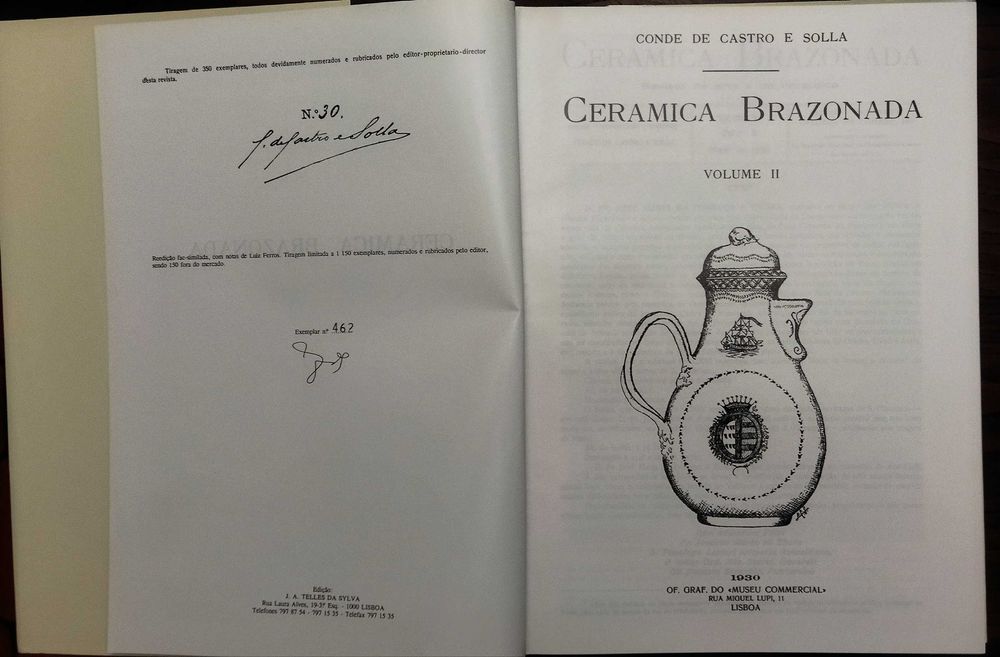 Tiragem de 350 exemplares, todos devidamente numerados e rubricados pelo editor-proprietario-director
desta revista.
N.º 30.
G. de Castro e Solla
Reedição fac-similada, com notas de Luiz Ferros. Tiragem limitada a 1 150 exemplares, numerados e rubricados pelo editor,
sendo 150 fora do mercado.
Exemplar n.º 462
Edição:
J. A. TELLES DA SYLVA
Rua Laura Alves, 19-3º Esq. - 1000 LISBOA
Telefones 797 87 54 - 797 15 35 - Telefax 797 15 35
CONDE DE CASTRO E SOLLA
CERAMICA BRAZONADA
VOLUME II
1930
OF. GRAF. DO «MUSEU COMMERCIAL»
RUA MIGUEL LUPI, 11
LISBOA